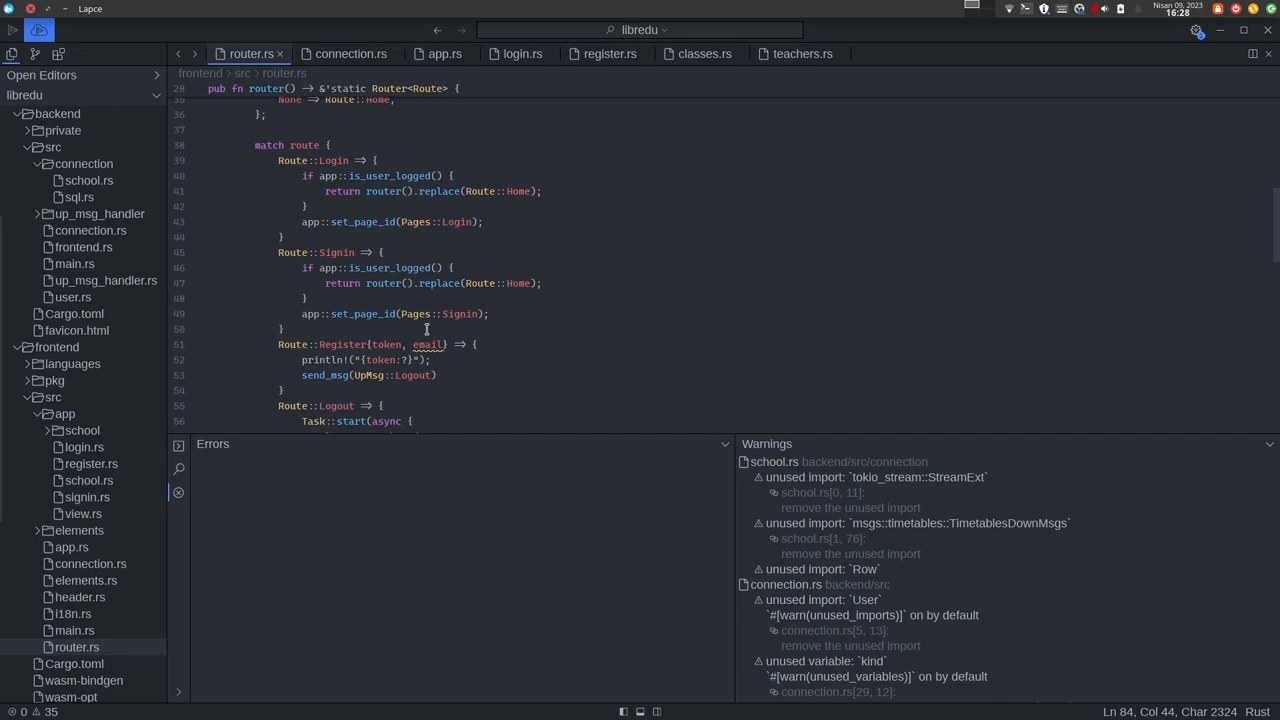 Lapce
Nisan 09, 2023
16:28
libredu
router.rs
connection.rs
app.rs
login.rs
register.rs
classes.rs
teachers.rs
Open Editors
libredu
backend
private
src
connection
school.rs
sql.rs
up_msg_handler
connection.rs
frontend.rs
main.rs
up_msg_handler.rs
user.rs
Cargo.toml
favicon.html
frontend
languages
pkg
src
app
school
login.rs
register.rs
school.rs
signin.rs
view.rs
elements
app.rs
connection.rs
elements.rs
header.rs
i18n.rs
main.rs
router.rs
Cargo.toml
wasm-bindgen
wasm-opt
frontend > src > router.rs
28 pub fn router() -> &'static Router<Route> {
35 None => Route::Home,
36 };
37
38 match route {
39 Route::Login => {
40 if app::is_user_logged() {
41 return router().replace(Route::Home);
42 }
43 app::set_page_id(Pages::Login);
44 }
45 Route::Signin => {
46 if app::is_user_logged() {
47 return router().replace(Route::Home);
48 }
49 app::set_page_id(Pages::Signin);
50 }
51 Route::Register{token, email} => {
52 println!("{token:?}");
53 send_msg(UpMsg::Logout)
54 }
55 Route::Logout => {
56 Task::start(async {
Errors
Warnings
school.rs backend/src/connection
unused import: `tokio_stream::StreamExt`
school.rs[0, 11]:
remove the unused import
unused import: `msgs::timetables::TimetablesDownMsgs`
school.rs[1, 76]:
remove the unused import
unused import: `Row`
connection.rs backend/src
unused import: `User`
`#[warn(unused_imports)]` on by default
connection.rs[5, 13]:
remove the unused import
unused variable: `kind`
`#[warn(unused_variables)]` on by default
connection.rs[29, 12]:
0 35
Ln 84, Col 44, Char 2324 Rust